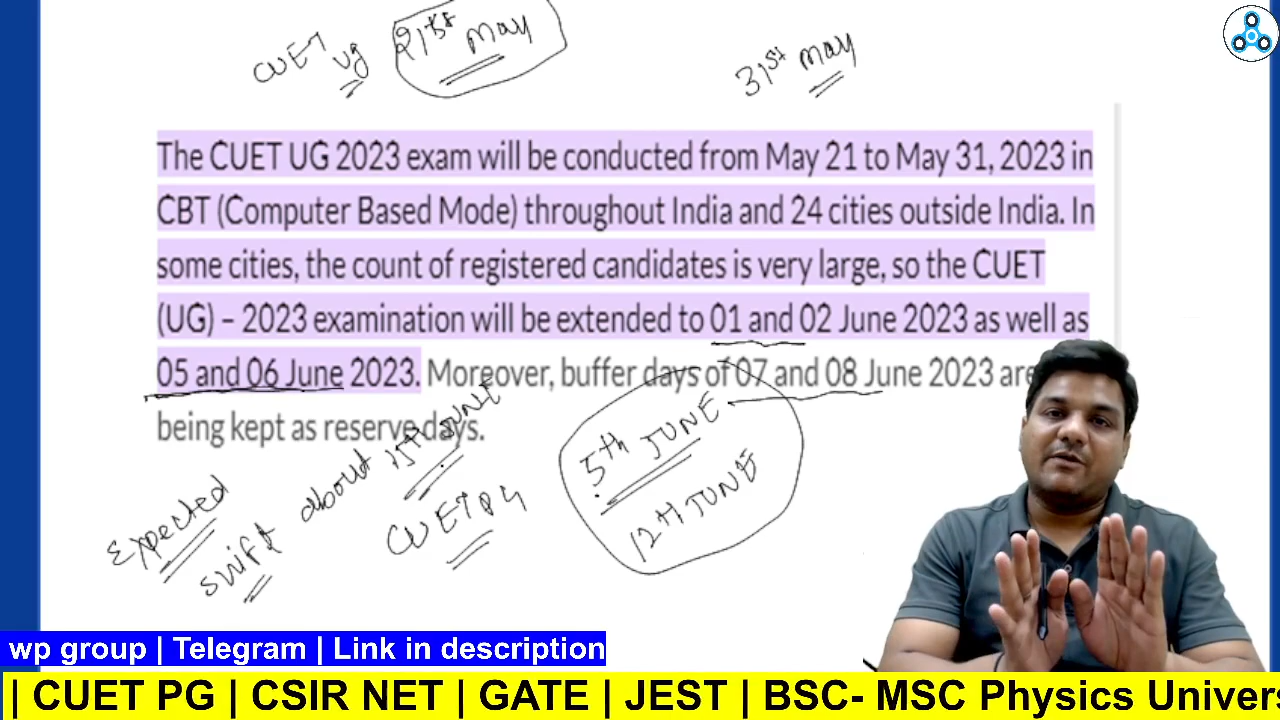 CUET ug 21st May
31st May
The CUET UG 2023 exam will be conducted from May 21 to May 31, 2023 in
CBT (Computer Based Mode) throughout India and 24 cities outside India. In
some cities, the count of registered candidates is very large, so the CUET
(UG) – 2023 examination will be extended to 01 and 02 June 2023 as well as
05 and 06 June 2023. Moreover, buffer days of 07 and 08 June 2023 are
being kept as reserve days.
5th JUNE
12TH JUNE
Expected
shift about 15th JUNE
CUET PG
wp group | Telegram | Link in description
| CUET PG | CSIR NET | GATE | JEST | BSC- MSC Physics Univers